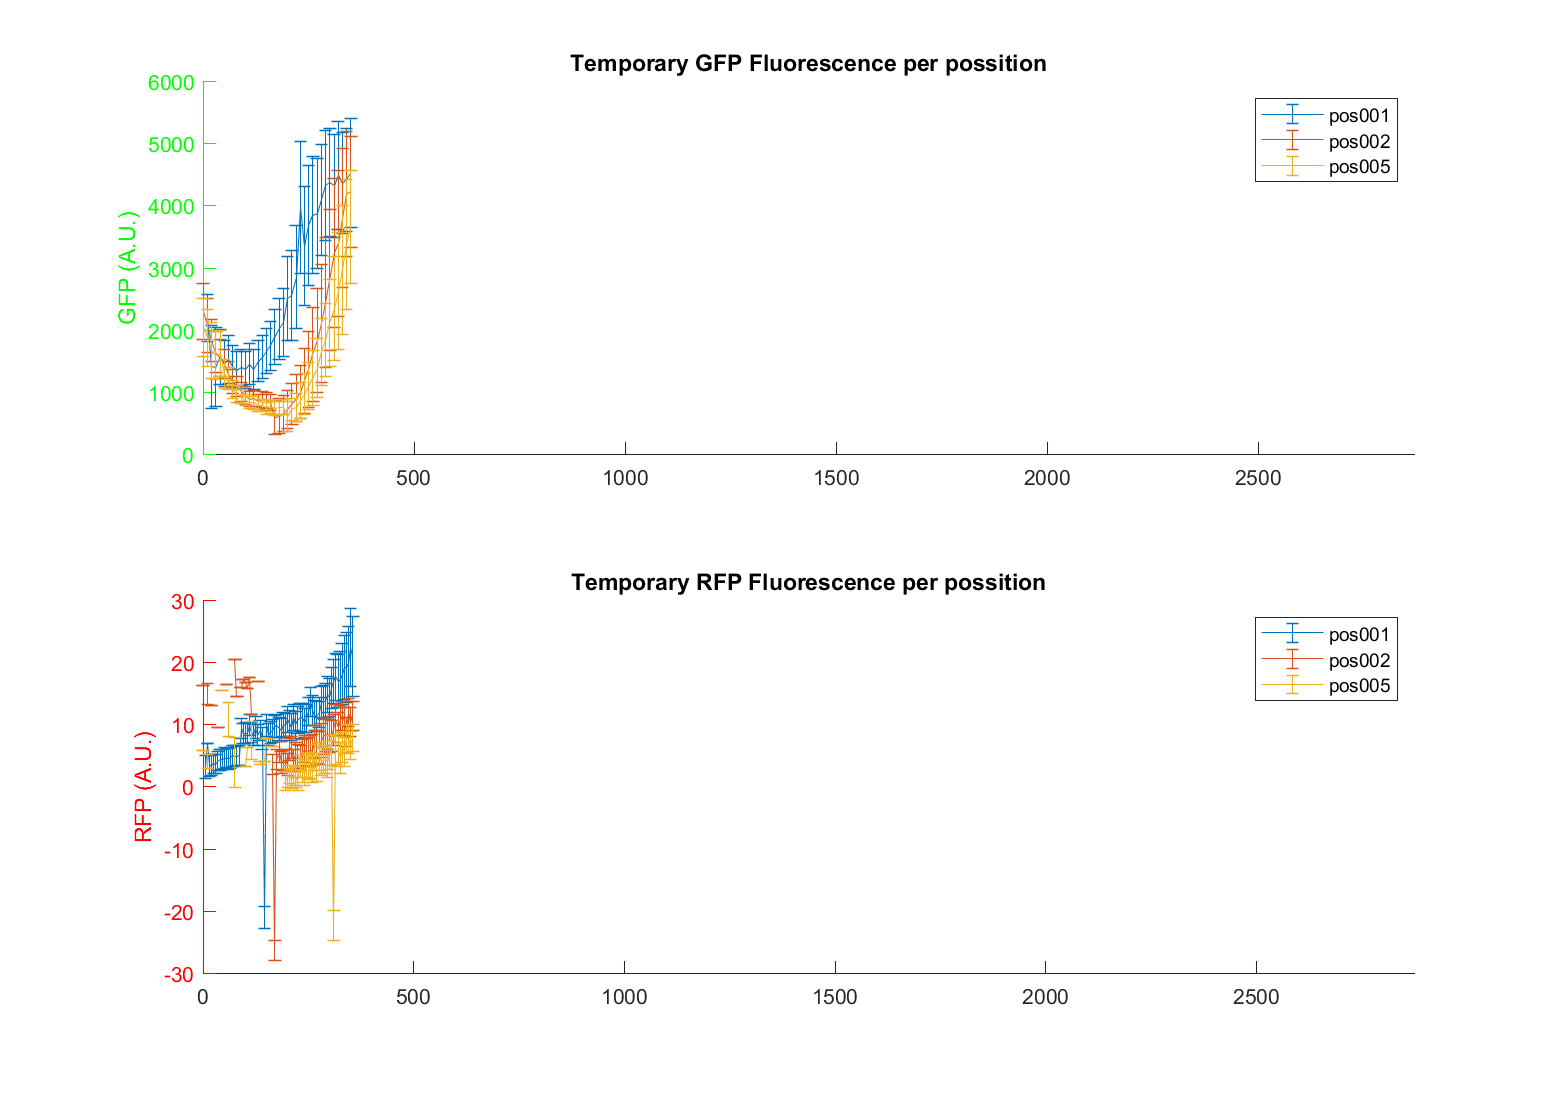 Temporary GFP Fluorescence per possition
6000
5000
4000
3000
2000
1000
0
GFP (A.U.)
pos001
pos002
pos005
0 500 1000 1500 2000 2500
Temporary RFP Fluorescence per possition
30
20
10
0
-10
-20
-30
RFP (A.U.)
pos001
pos002
pos005
0 500 1000 1500 2000 2500